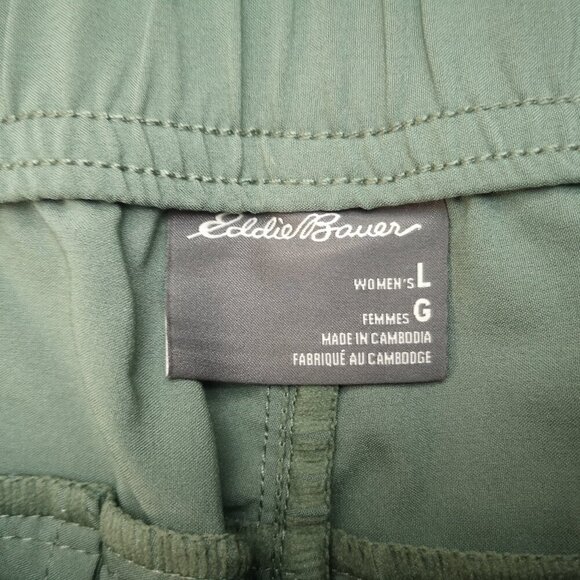 Eddie Bauer
WOMEN'S L
FEMMES G
MADE IN CAMBODIA
FABRIQUÉ AU CAMBODGE